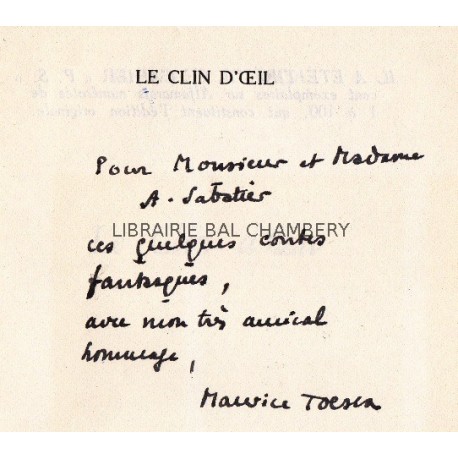 LE CLIN D'ŒIL
Pour Monsieur et Madame
A. Sabatier
LIBRAIRIE BAL CHAMBERY
ces quelques contes
fantasques,
avec mon très amical
hommage,
Maurice Toesca